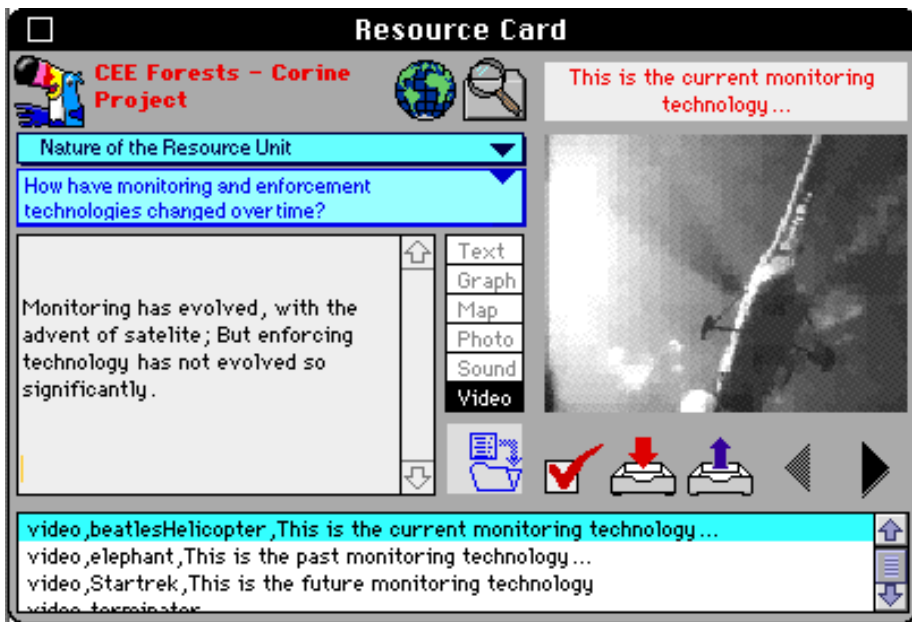 Resource Card
CEE Forests - Corine
Project
This is the current monitoring
technology...
Nature of the Resource Unit
How have monitoring and enforcement
technologies changed over time?
Monitoring has evolved, with the
advent of satelite; But enforcing
technology has not evolved so
significantly.
Text
Graph
Map
Photo
Sound
Video
video,beatlesHelicopter,This is the current monitoring technology...
video,elephant,This is the past monitoring technology...
video,Startrek,This is the future monitoring technology
video,terminator